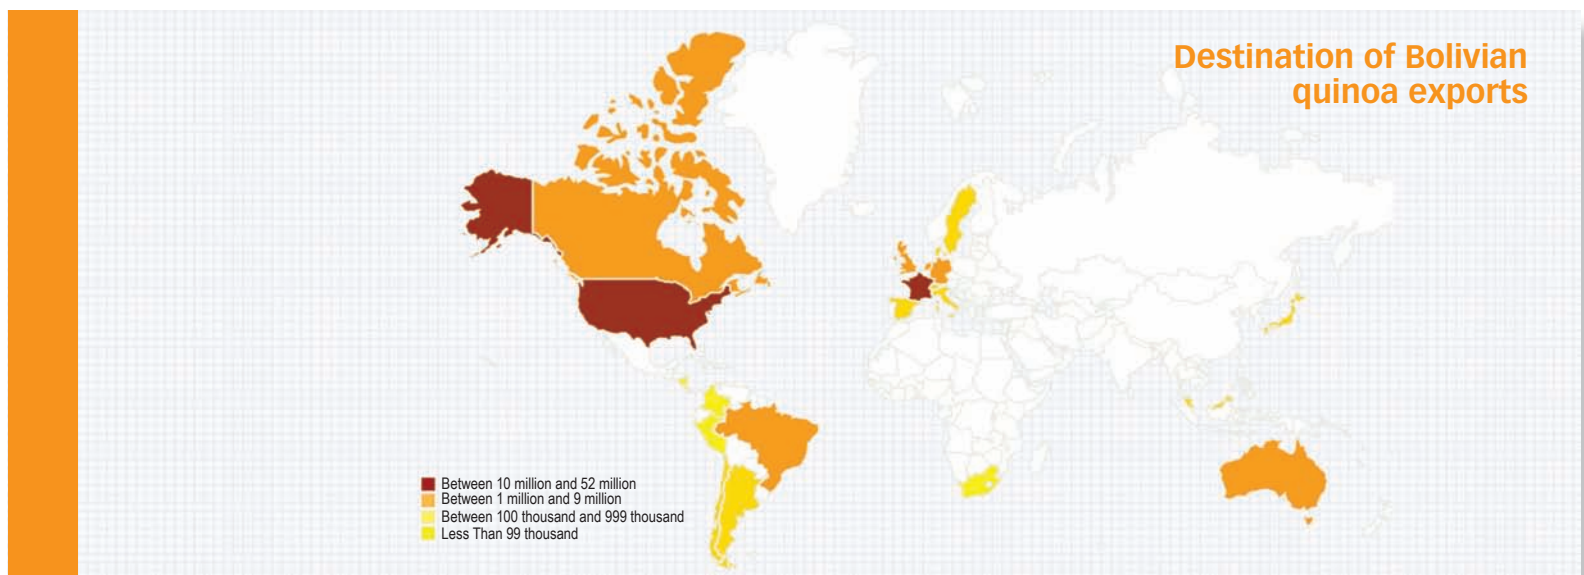 Destination of Bolivian
quinoa exports
Between 10 million and 52 million
Between 1 million and 9 million
Between 100 thousand and 999 thousand
Less Than 99 thousand